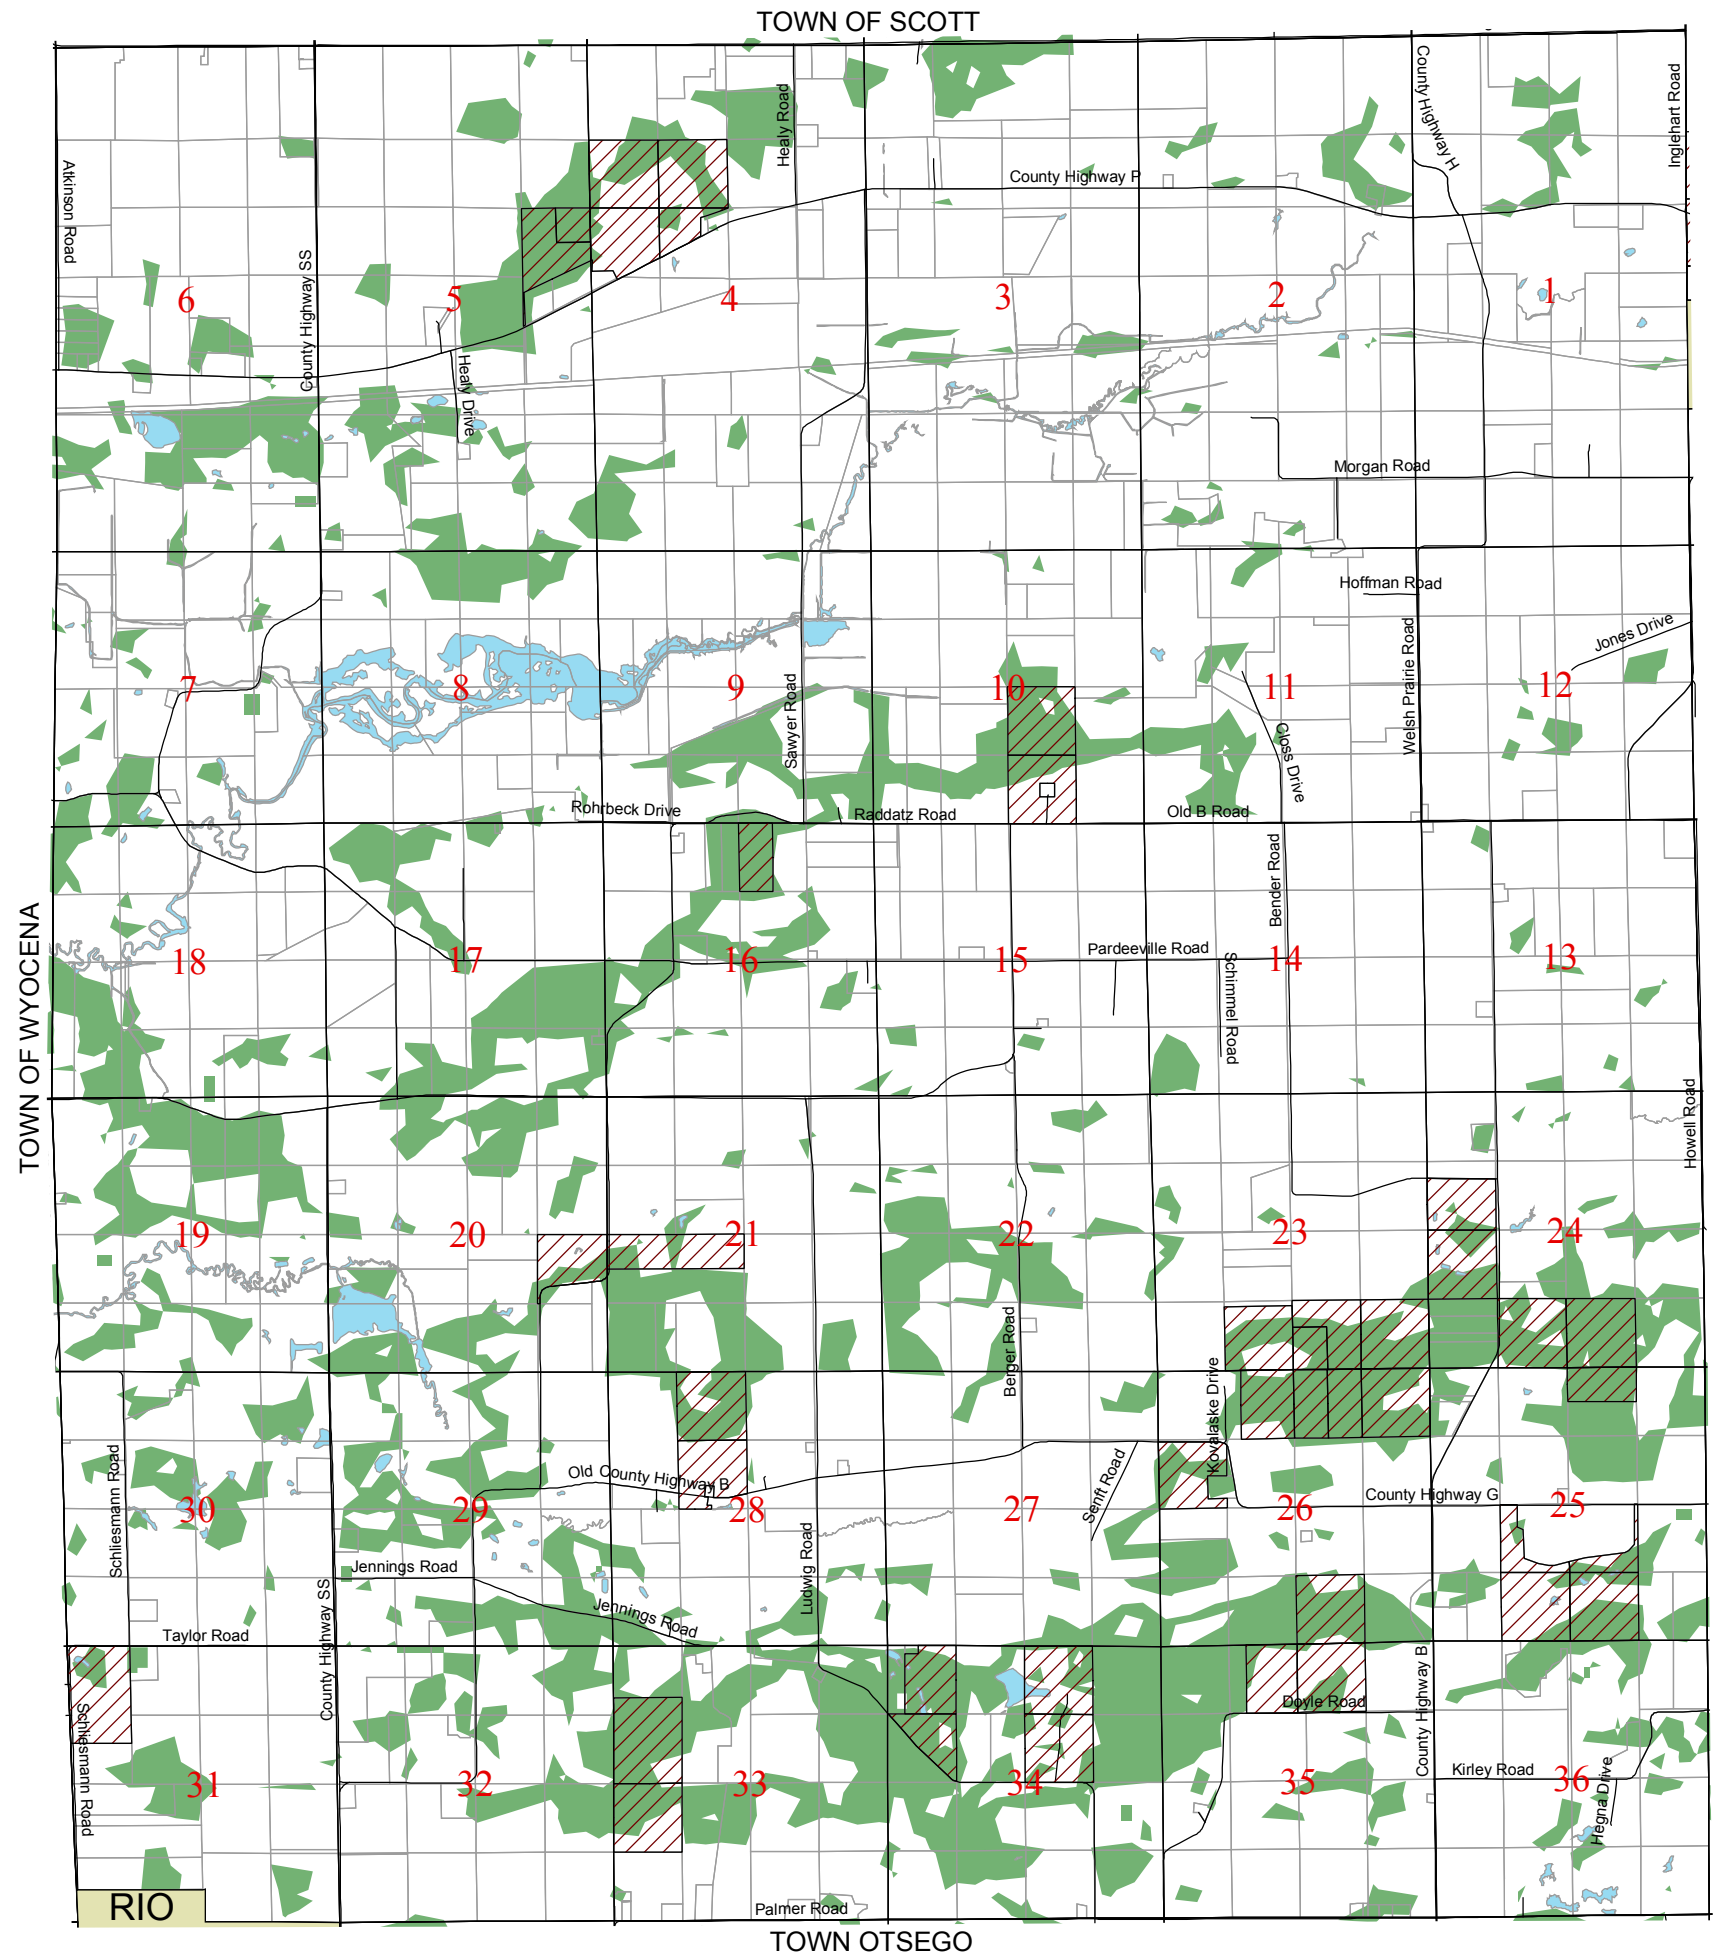 TOWN OF SCOTT
Healy Road
County Highway H
Inglehart Road
Atkinson Road
County Highway P
County Highway SS
6
5
4
3
2
1
Healy Drive
Morgan Road
Hoffman Road
Jones Drive
Welsh Prairie Road
7
8
9
10
11
12
Sawyer Road
Gloss Drive
Rohrbeck Drive
Raddatz Road
Old B Road
Bender Road
TOWN OF WYOCENA
18
17
16
15
14
13
Pardeeville Road
Schimmel Road
Howell Road
19
20
21
22
23
24
Berger Road
Kovalaske Drive
Schliesmann Road
Old County Highway B
Senft Road
County Highway G
30
29
28
27
26
25
Ludwig Road
Jennings Road
County Highway SS
Jennings Road
Taylor Road
Schliesmann Road
Doyle Road
County Highway B
Kirley Road
Hegna Drive
31
32
33
34
35
36
RIO
Palmer Road
TOWN OTSEGO